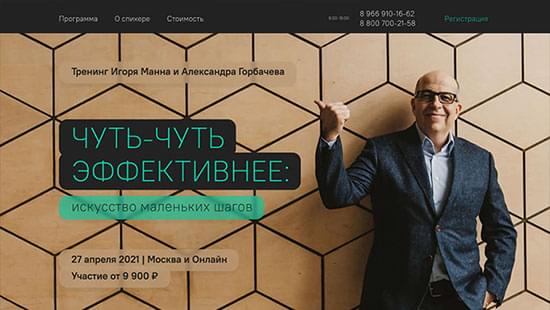 Программа О спикере Стоимость 9.00-18.00 8 966 910-16-62 Регистрация
8 800 700-21-58
Тренинг Игоря Манна и Александра Горбачева
ЧУТЬ-ЧУТЬ
ЭФФЕКТИВНЕЕ:
искусство маленьких шагов
27 апреля 2021 | Москва и Онлайн
Участие от 9 900 ₽